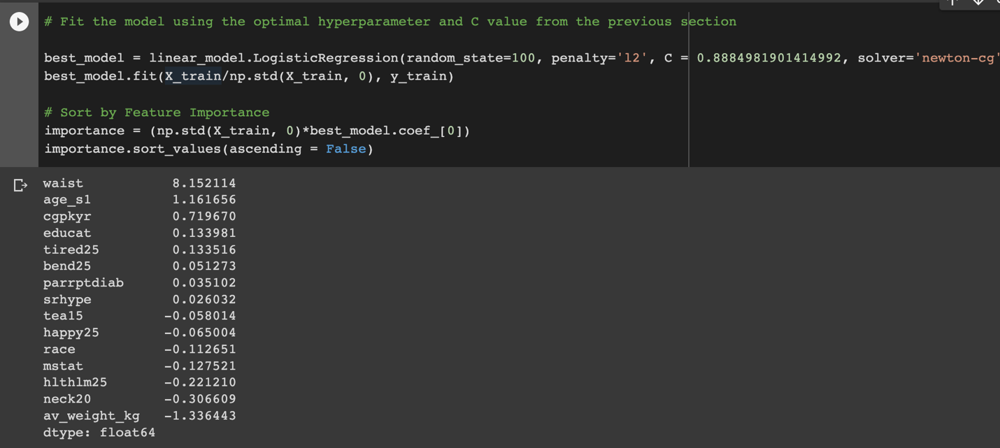 # Fit the model using the optimal hyperparameter and C value from the previous section
best_model = linear_model.LogisticRegression(random_state=100, penalty='l2', C = 0.8884981901414992, solver='newton-cg'
best_model.fit(X_train/np.std(X_train, 0), y_train)
# Sort by Feature Importance
importance = (np.std(X_train, 0)*best_model.coef_[0])
importance.sort_values(ascending = False)
waist 8.152114
age_s1 1.161656
cgpkyr 0.719670
educat 0.133981
tired25 0.133516
bend25 0.051273
parrptdiab 0.035102
srhype 0.026032
tea15 -0.058014
happy25 -0.065004
race -0.112651
mstat -0.127521
hlthlm25 -0.221210
neck20 -0.306609
av_weight_kg -1.336443
dtype: float64